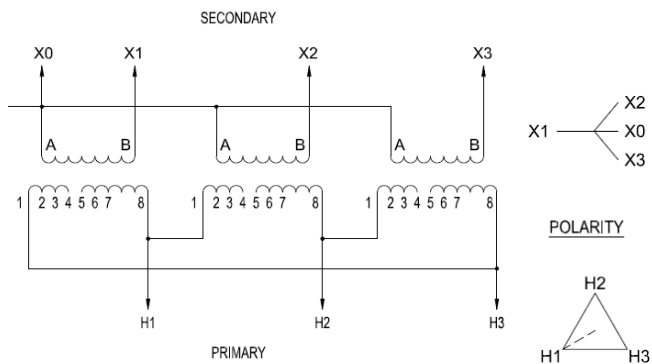 SECONDARY
X0 X1 X2 X3
A B A B A B
1 2 3 4 5 6 7 8 1 2 3 4 5 6 7 8 1 2 3 4 5 6 7 8
H1 H2 H3
PRIMARY
X2
X1 X0
X3
POLARITY
H2
H1 H3